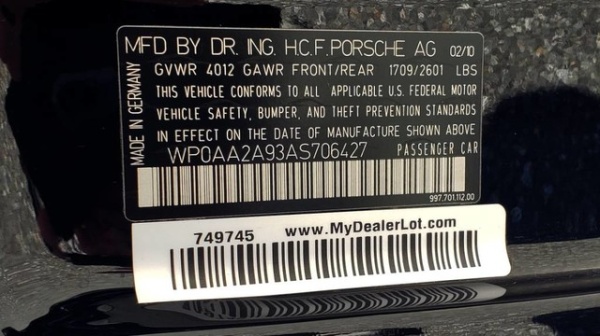 MFD BY DR. ING. H.C.F.PORSCHE AG 02/10
GVWR 4012 GAWR FRONT/REAR 1709/2601 LBS
THIS VEHICLE CONFORMS TO ALL APPLICABLE U.S. FEDERAL MOTOR
VEHICLE SAFETY, BUMPER, AND THEFT PREVENTION STANDARDS
IN EFFECT ON THE DATE OF MANUFACTURE SHOWN ABOVE
WP0AA2A93AS706427 PASSENGER CAR
MADE IN GERMANY
997.701.112.00
749745 www.MyDealerLot.com